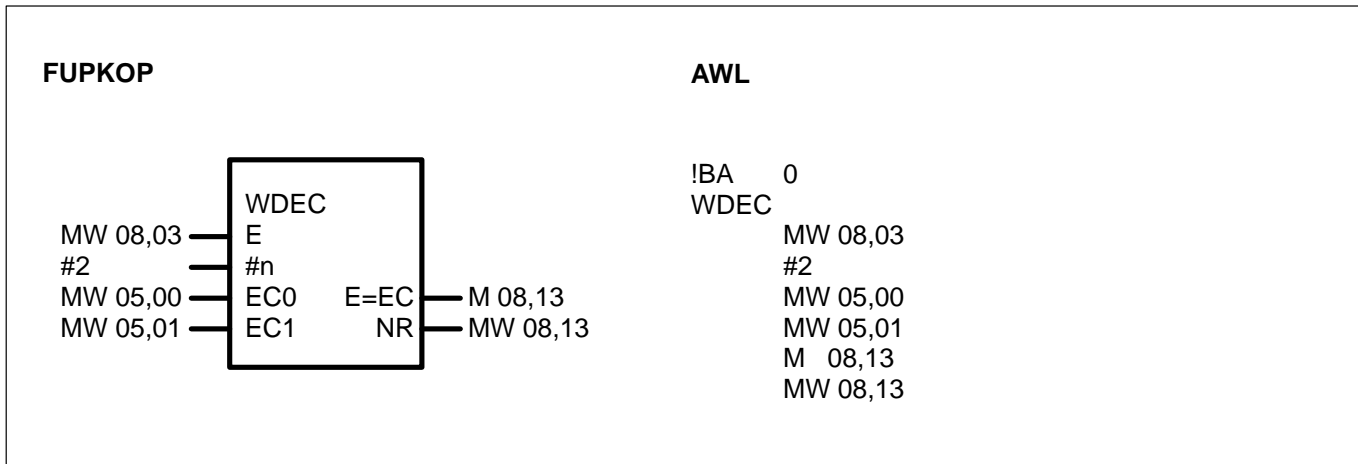 FUPKOP
WDEC
MW 08,03 E
#2 #n
MW 05,00 EC0 E=EC M 08,13
MW 05,01 EC1 NR MW 08,13
AWL
!BA 0
WDEC
MW 08,03
#2
MW 05,00
MW 05,01
M 08,13
MW 08,13